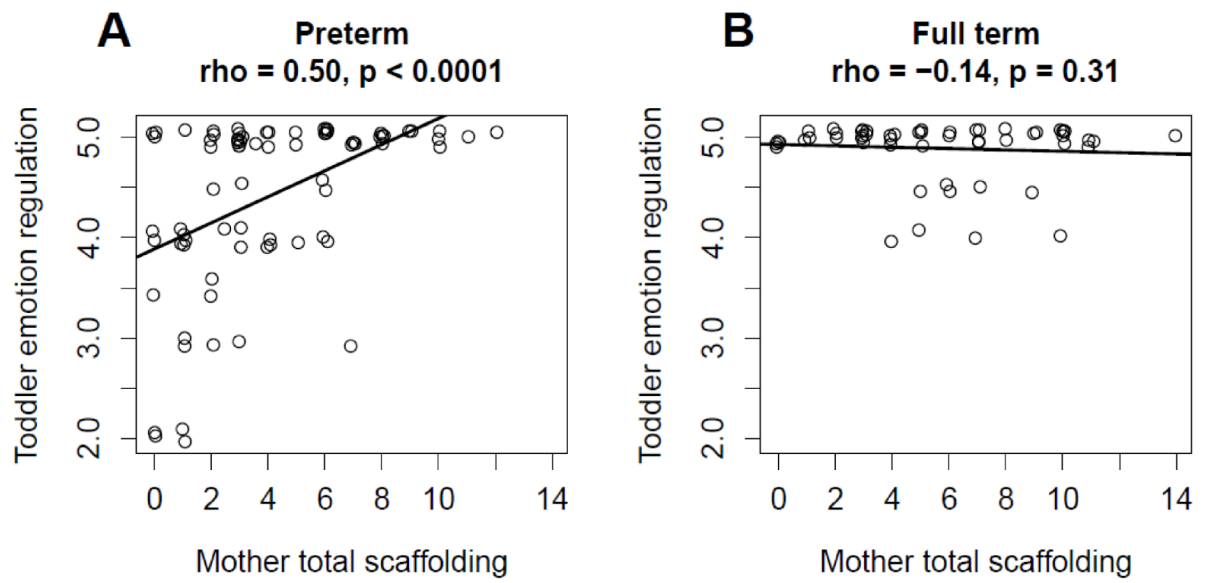 A
Preterm
rho = 0.50, p < 0.0001
Toddler emotion regulation
5.0
4.0
3.0
2.0
0 2 4 6 8 10 14
Mother total scaffolding
B
Full term
rho = −0.14, p = 0.31
Toddler emotion regulation
5.0
4.0
3.0
2.0
0 2 4 6 8 10 14
Mother total scaffolding